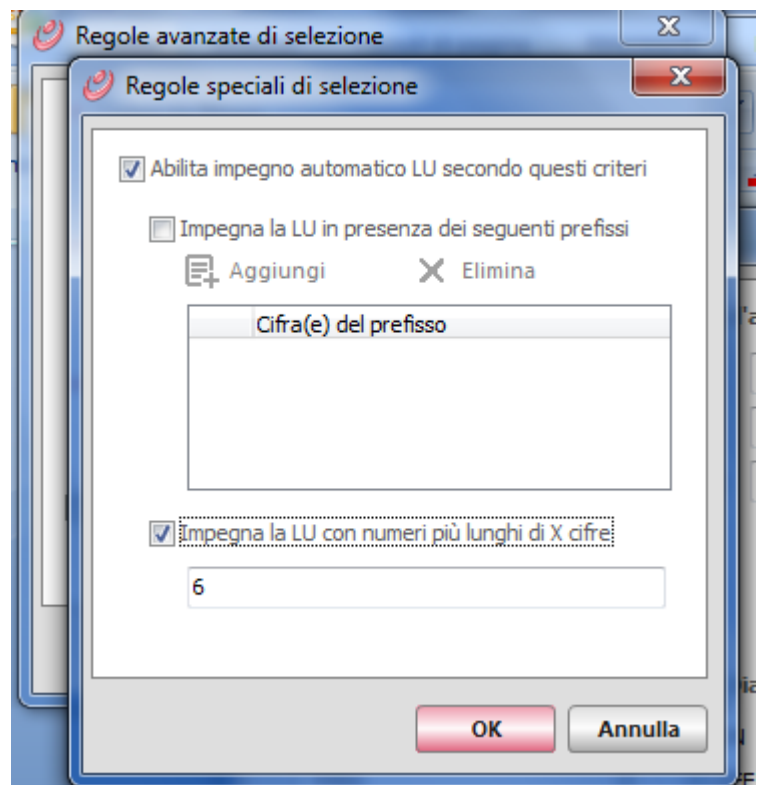 Regole avanzate di selezione
Regole speciali di selezione
Abilita impegno automatico LU secondo questi criteri
Impegna la LU in presenza dei seguenti prefissi
Aggiungi Elimina
Cifra(e) del prefisso
Impegna la LU con numeri più lunghi di X cifre
6
OK Annulla